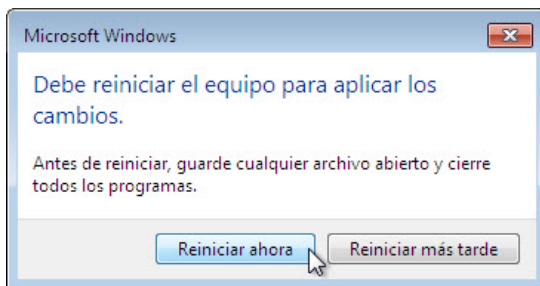 Microsoft Windows
Debe reiniciar el equipo para aplicar los
cambios.
Antes de reiniciar, guarde cualquier archivo abierto y cierre
todos los programas.
Reiniciar ahora
Reiniciar más tarde